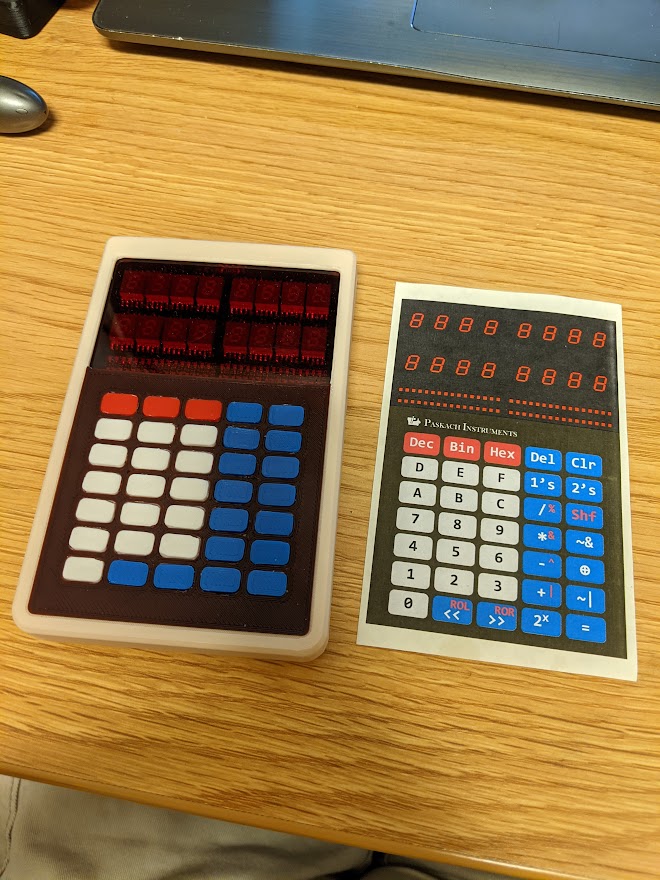 8888 8888
8888 8888
PASKACH INSTRUMENTS
Dec Bin Hex Del Clr
D E F 1's 2's
A B C /% Shf
7 8 9 *& ~&
4 5 6 -^ ⊕
1 2 3 +| ~|
0 ROL << ROR >> 2x =